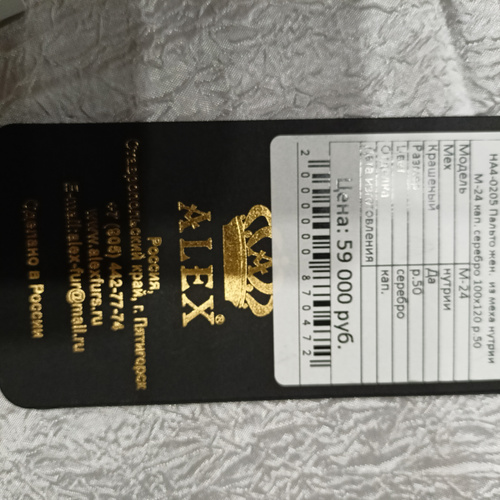 НА4-0205 Пальто жен. из меха нутрии
М-24 кап. серебро 100х120 р.50
Модель М-24
Мех нутрии
Крашеный Да
Размер р.50
Цвет серебро
кап.
Дата изготовления
Цена: 59 000 руб.
2000000870472
ALEX®
Россия,
Ставропольский край, г. Пятигорск
+7 (808) 442-77-74
www.alexfurs.ru
E-mail: alex-fur@mail.ru
Сделано в России